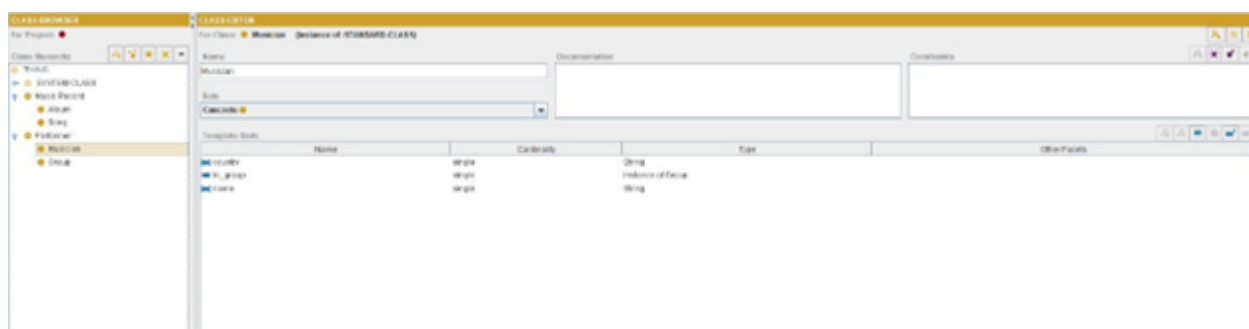 CLASS BROWSER
For Project:
Class Hierarchy
:THING
:SYSTEM-CLASS
Music Record
Album
Song
Performer
Musician
Group
CLASS EDITOR
For Class: Musician (instance of :STANDARD-CLASS)
Name
Documentation
Constraints
Musician
Role
Concrete
Template Slots
Name Cardinality Type Other Facets
country single String
in_group single Instance of Group
name single String